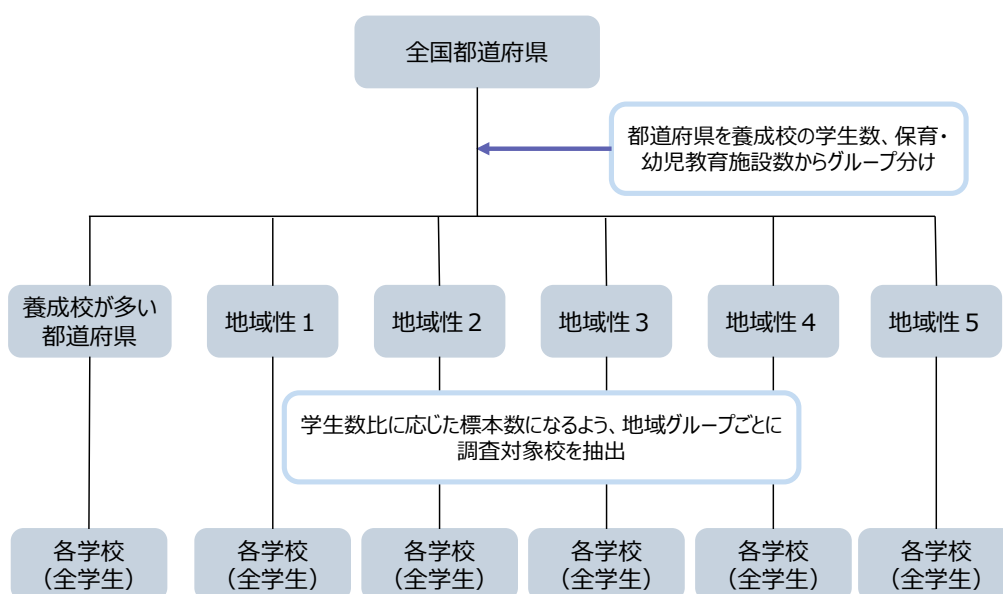 全国都道府県
都道府県を養成校の学生数、保育・
幼児教育施設数からグループ分け
養成校が多い
都道府県
地域性１
地域性２
地域性３
地域性４
地域性５
学生数比に応じた標本数になるよう、地域グループごとに
調査対象校を抽出
各学校
（全学生）
各学校
（全学生）
各学校
（全学生）
各学校
（全学生）
各学校
（全学生）
各学校
（全学生）